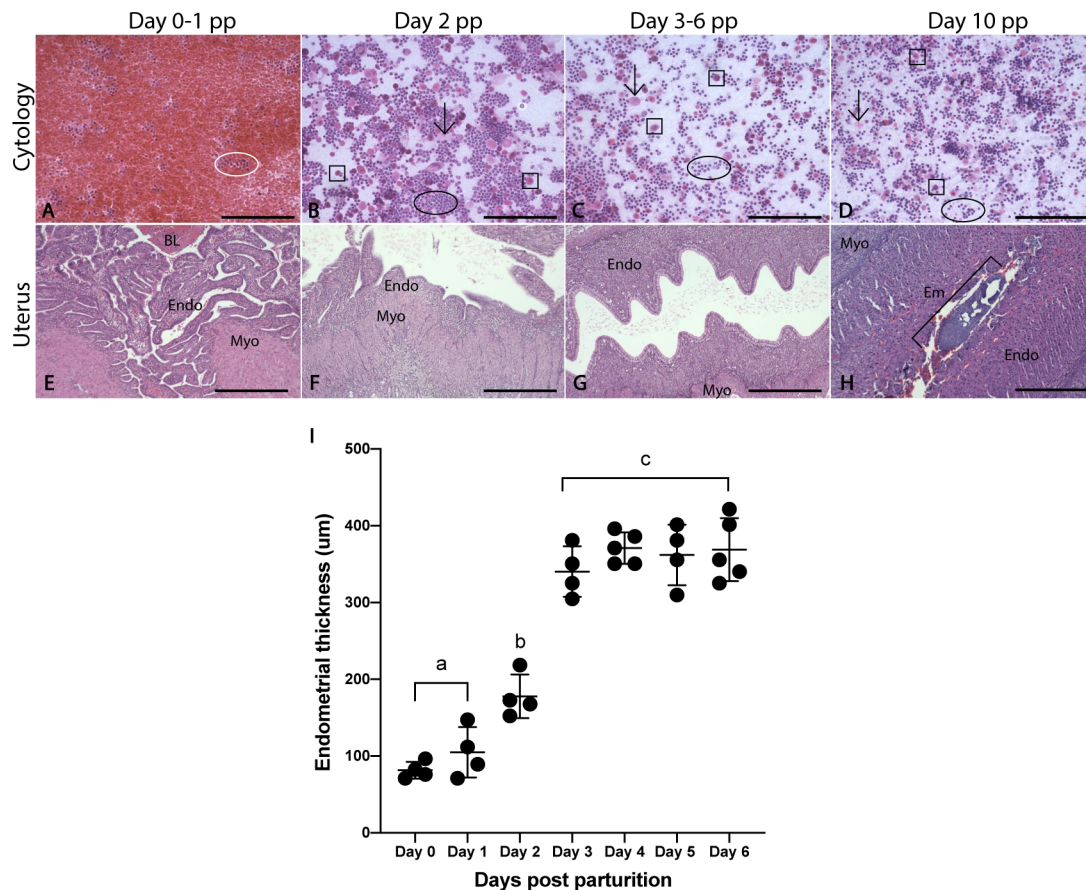 Day 0-1 pp
Day 2 pp
Day 3-6 pp
Day 10 pp
Cytology
A
B
C
D
Uterus
BL
Endo
Myo
E
Endo
Myo
F
Endo
Myo
G
Myo
Em
Endo
H
I
Endometrial thickness (um)
500
400
300
200
100
0
a
b
c
Day 0 Day 1 Day 2 Day 3 Day 4 Day 5 Day 6
Days post parturition